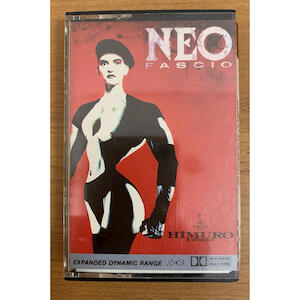 NEO
FASCIO
HIMURO
EXPANDED DYNAMIC RANGE